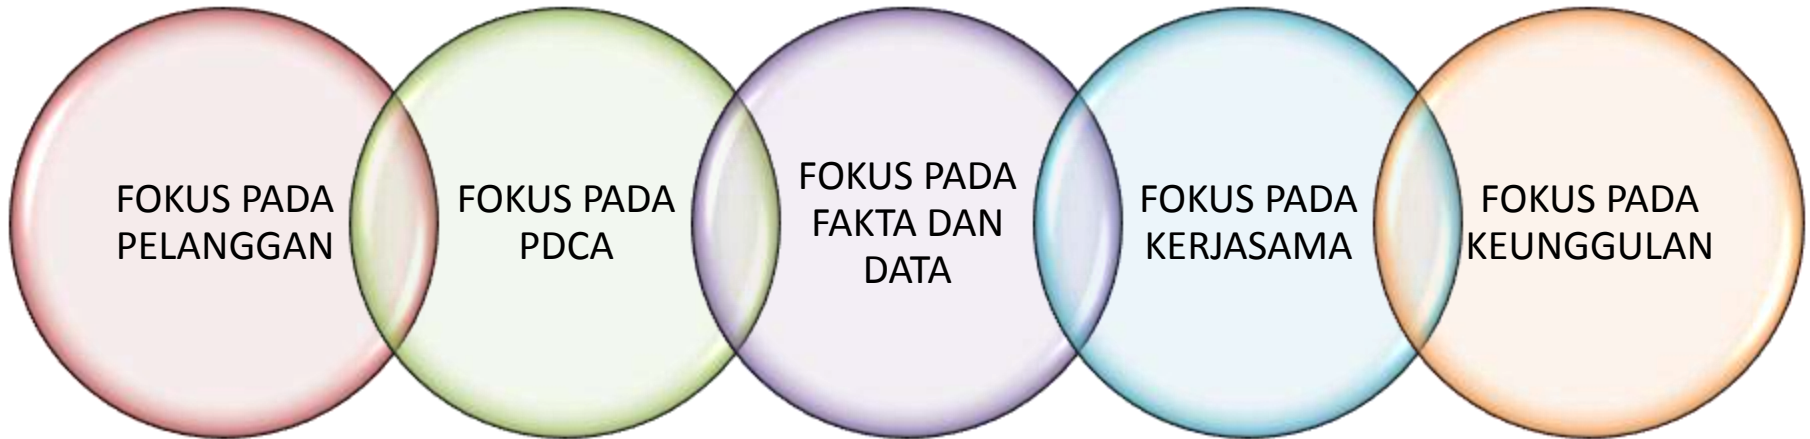 FOKUS PADA
PELANGGAN
FOKUS PADA
PDCA
FOKUS PADA
FAKTA DAN
DATA
FOKUS PADA
KERJASAMA
FOKUS PADA
KEUNGGULAN